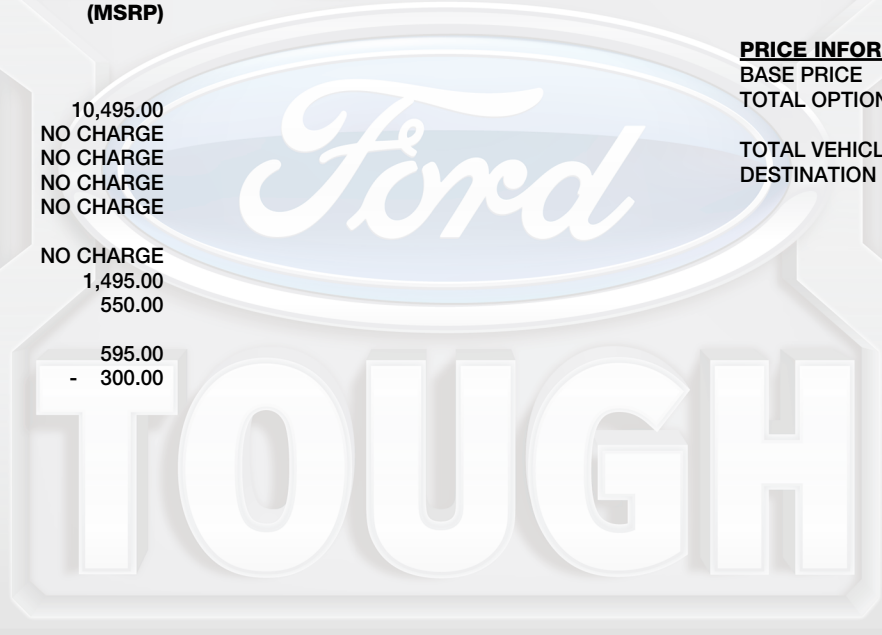 (MSRP)
10,495.00
NO CHARGE
NO CHARGE
NO CHARGE
NO CHARGE
NO CHARGE
1,495.00
550.00
595.00
- 300.00
PRICE INFOR
BASE PRICE
TOTAL OPTION
TOTAL VEHICL
DESTINATION
Ford
TOUGH